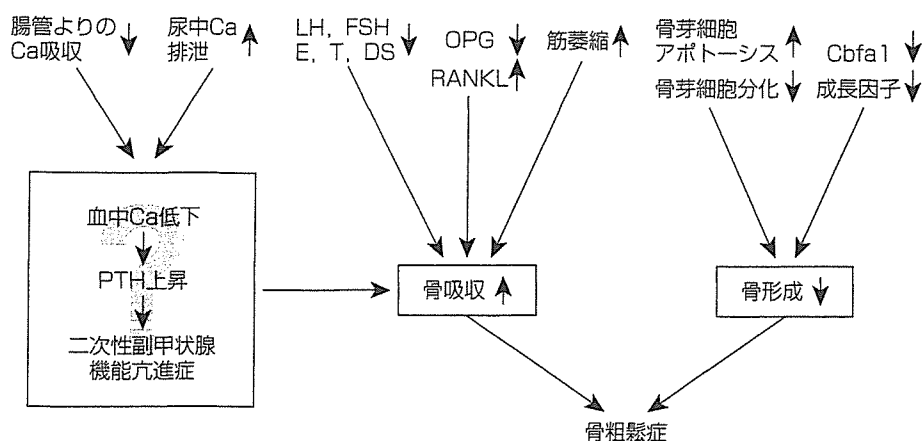 腸管よりの
Ca吸収
尿中Ca
排泄
LH, FSH
E, T, DS
OPG
RANKL
筋萎縮
骨芽細胞
アポトーシス
骨芽細胞分化
Cbfa1
成長因子
血中Ca低下
PTH上昇
二次性副甲状腺
機能亢進症
?
骨吸収
骨形成
骨粗鬆症